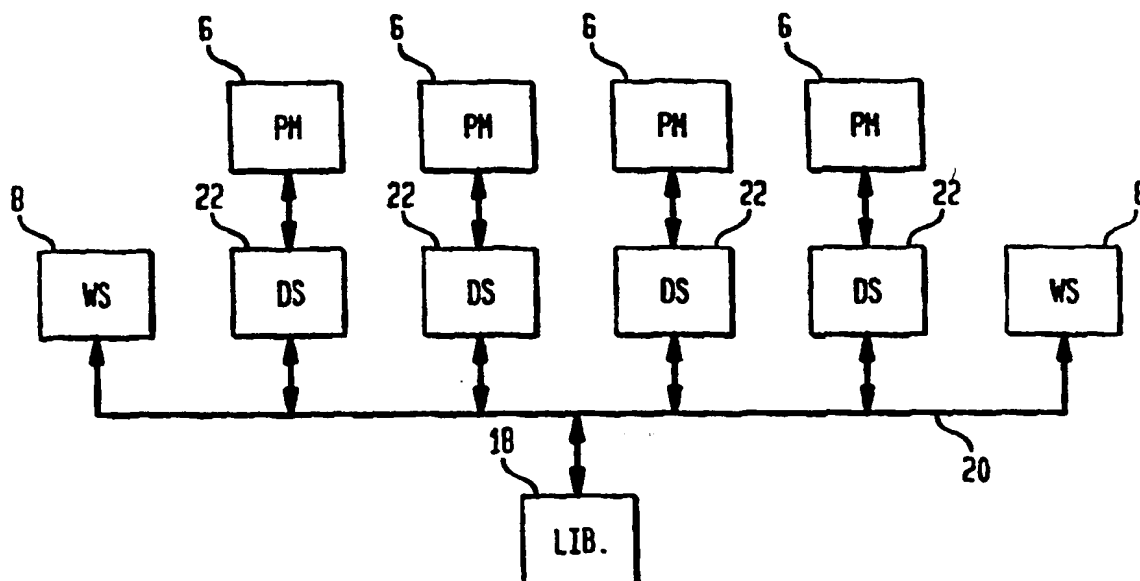 6 6 6 6
PM PM PM PM
8 22 22 22 22 8
WS DS DS DS DS WS
18 20
LIB.